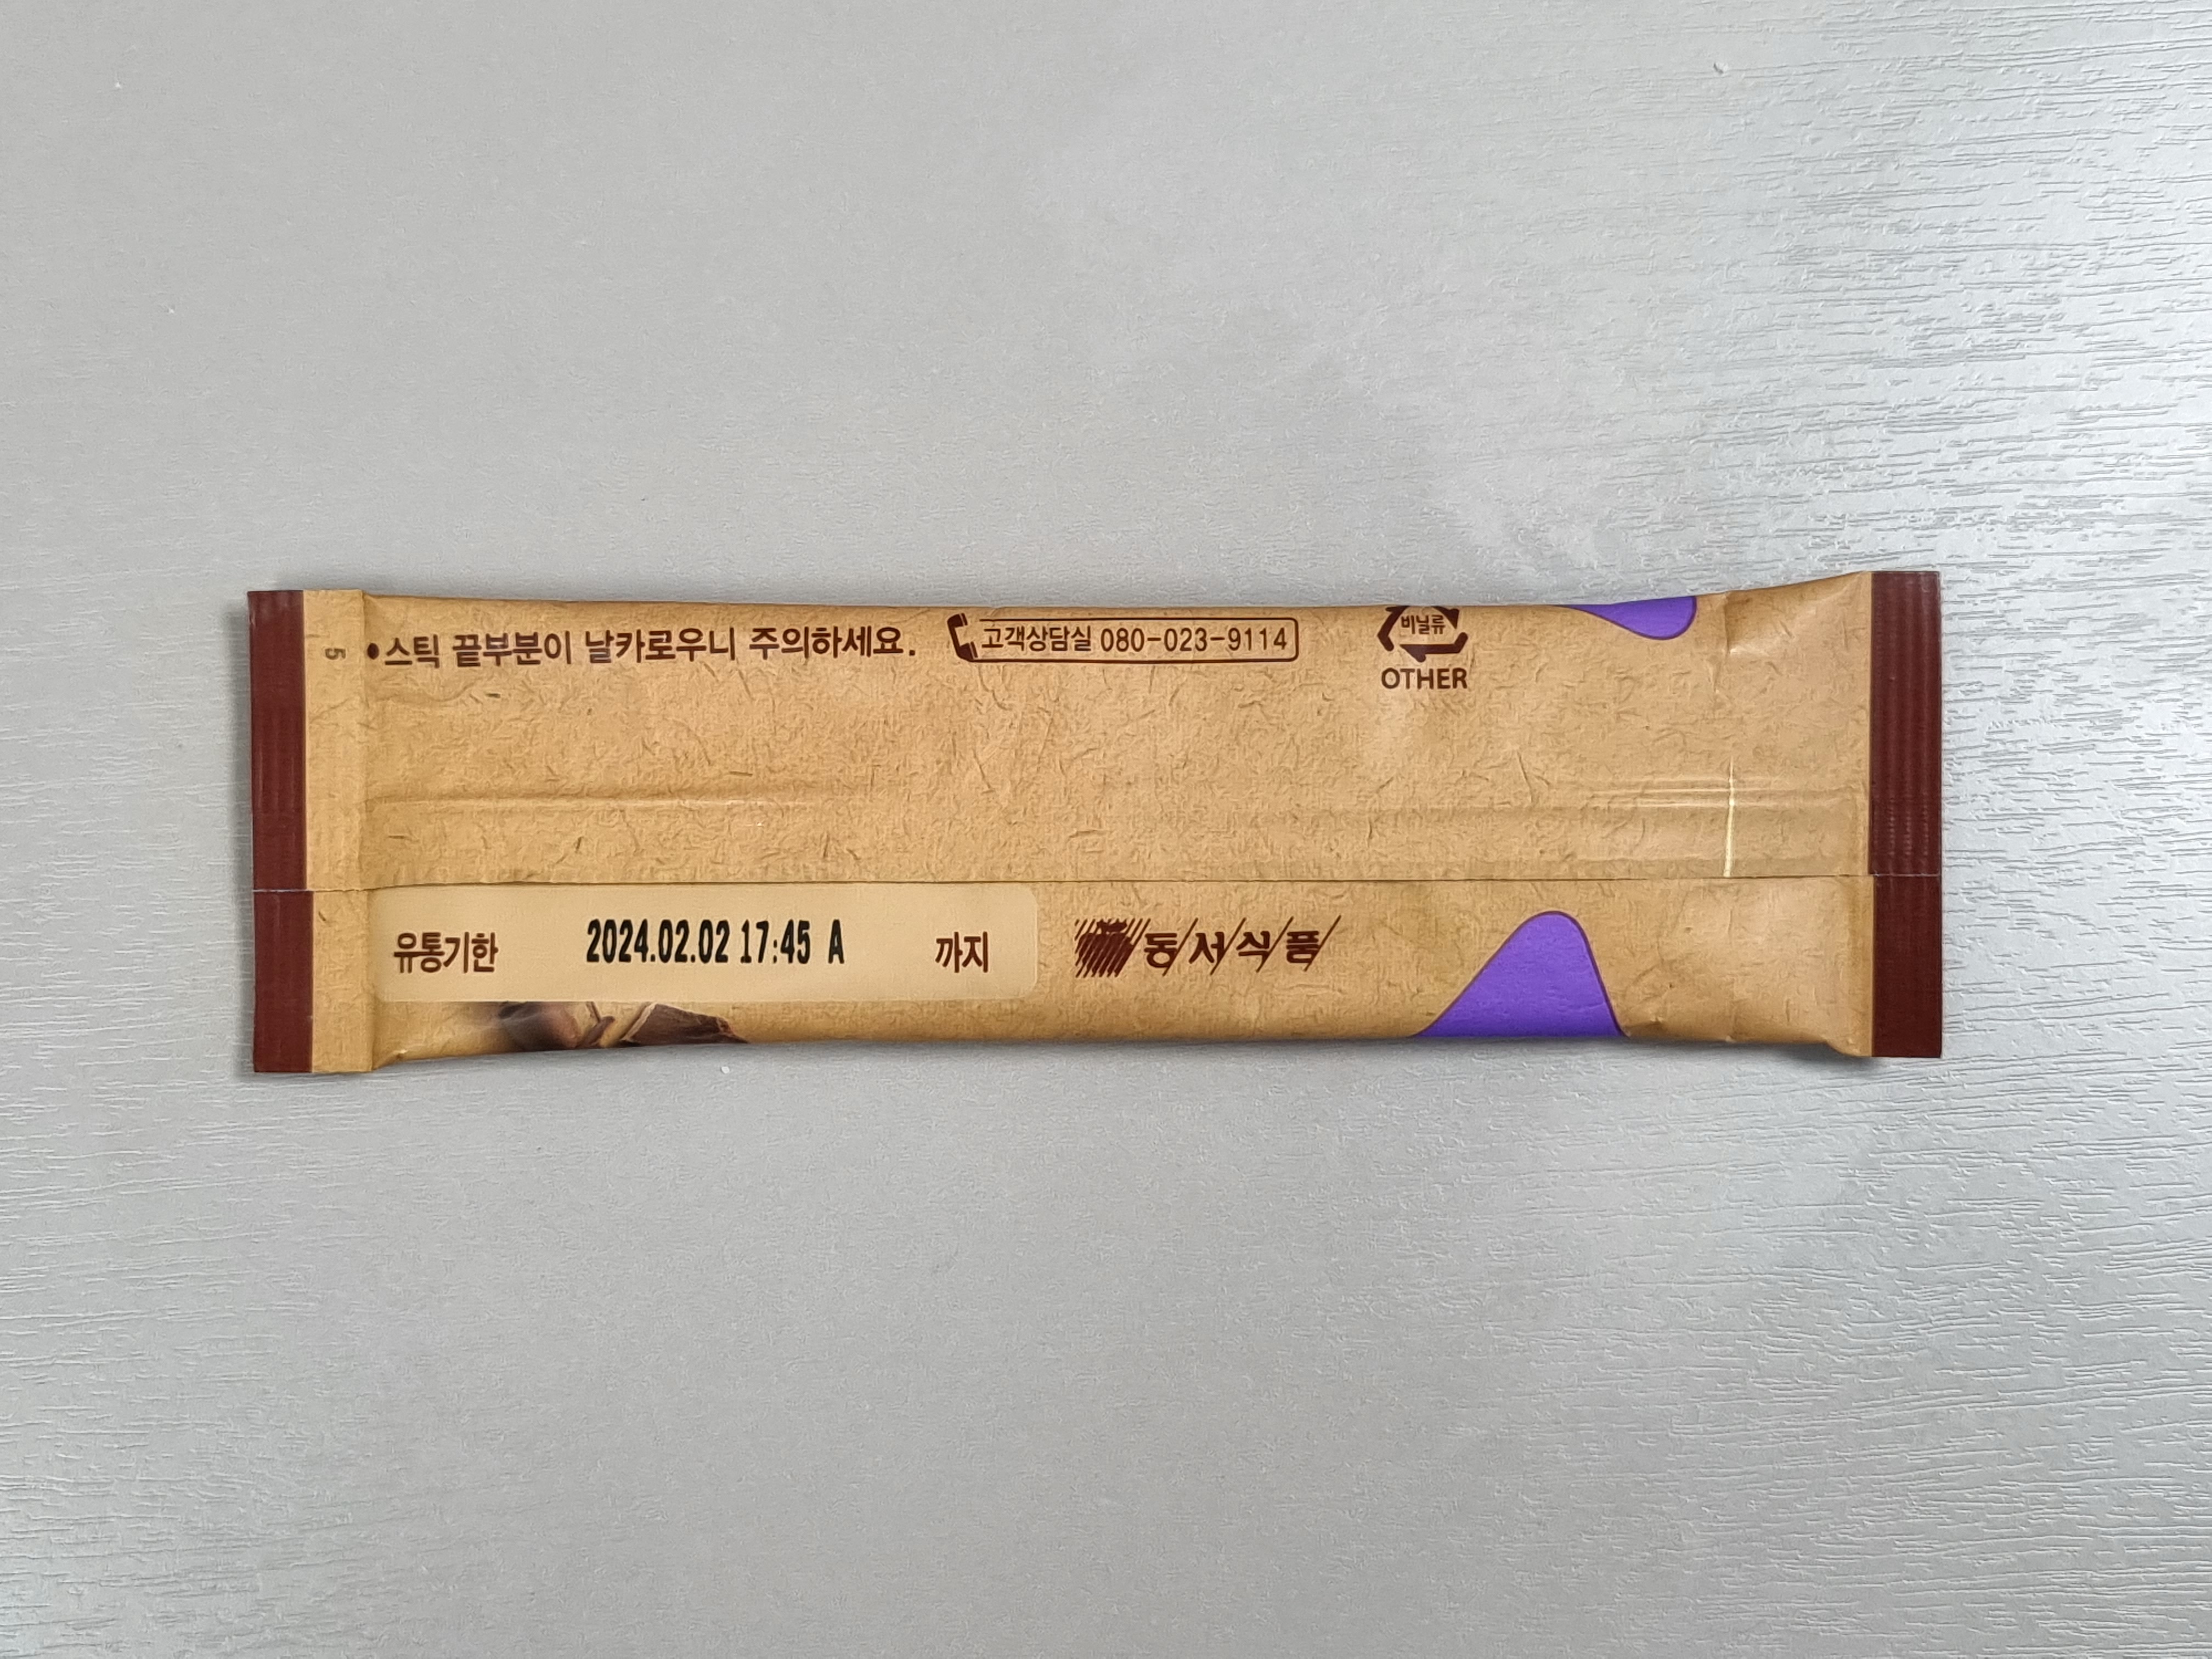 •스틱 끝부분이 날카로우니 주의하세요.
고객상담실 080-023-9114
비닐류
OTHER
5
유통기한 2024.02.02 17:45 A 까지
동서식품